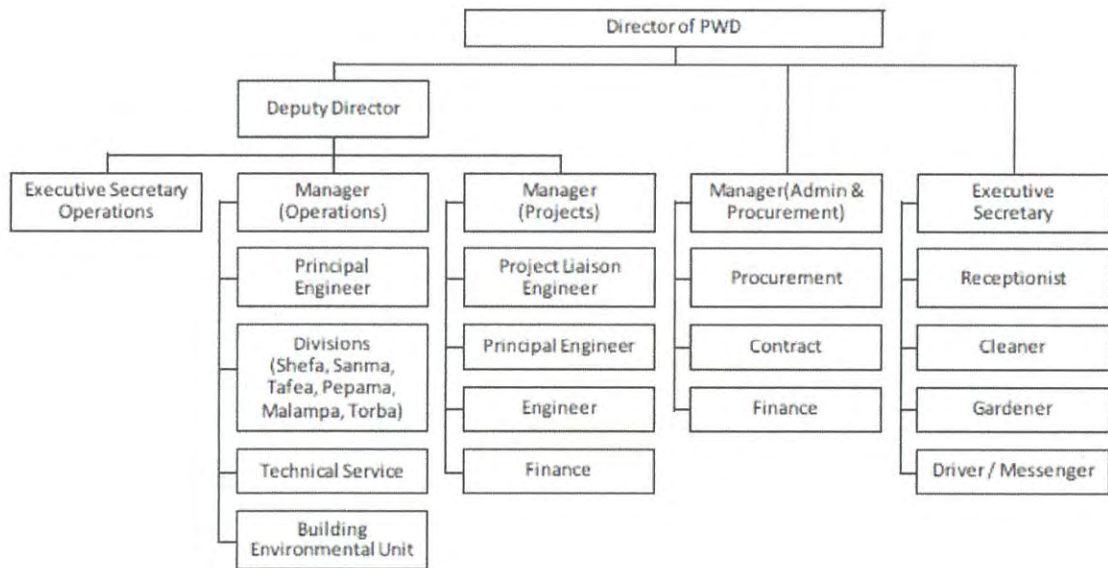 Director of PWD
Deputy Director
Executive Secretary
Operations
Manager
(Operations)
Principal
Engineer
Divisions
(Shefa, Sanma,
Tafea, Pepama,
Malampa, Torba)
Technical Service
Building
Environmental Unit
Manager
(Projects)
Project Liaison
Engineer
Principal Engineer
Engineer
Finance
Manager(Admin &
Procurement)
Procurement
Contract
Finance
Executive
Secretary
Receptionist
Cleaner
Gardener
Driver / Messenger